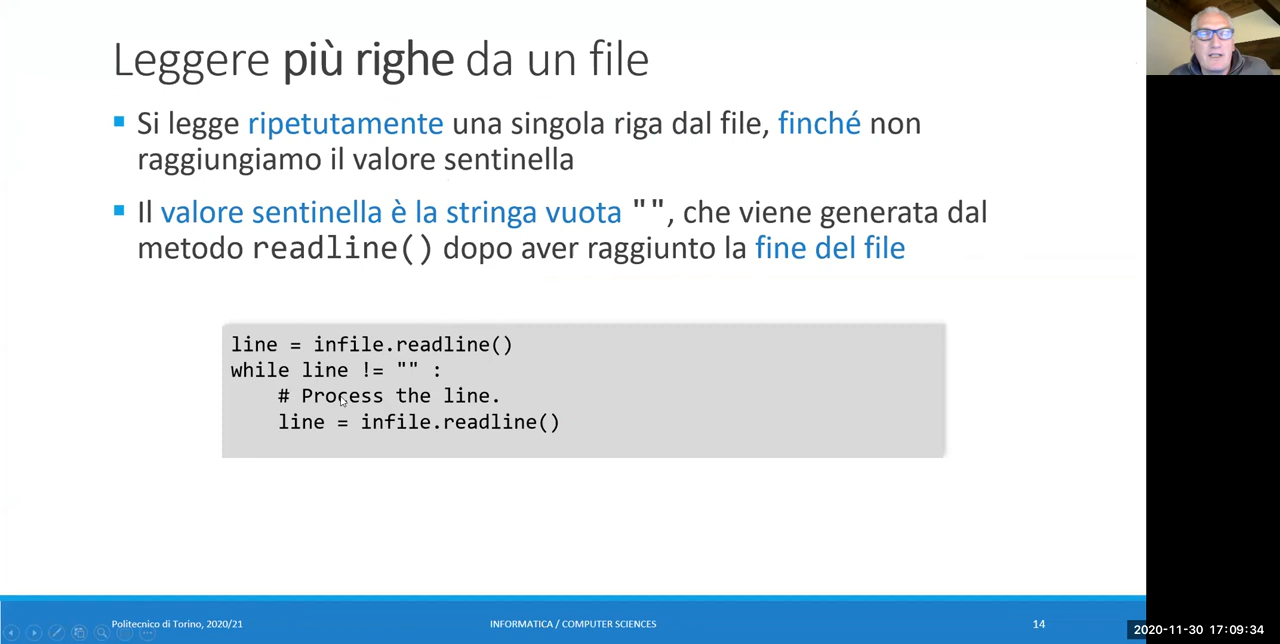 Leggere più righe da un file
▪ Si legge ripetutamente una singola riga dal file, finché non
raggiungiamo il valore sentinella
▪ Il valore sentinella è la stringa vuota "", che viene generata dal
metodo readline() dopo aver raggiunto la fine del file
line = infile.readline()
while line != "" :
    # Process the line.
    line = infile.readline()
Politecnico di Torino, 2020/21
INFORMATICA / COMPUTER SCIENCES
14
2020-11-30 17:09:34